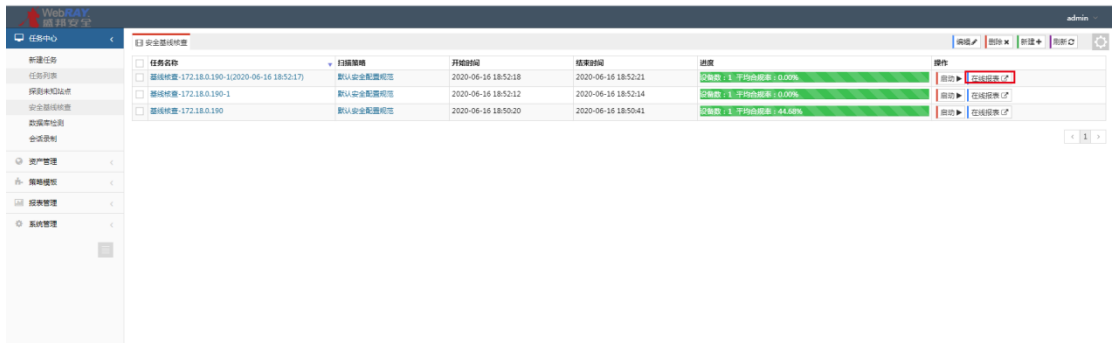 WebRAY
盛邦安全
admin
任务中心
新建任务
任务列表
探测未知站点
安全基线核查
数据库检测
会话录制
资产管理
策略模板
报表管理
系统管理
安全基线核查
编辑 删除 新建 刷新
任务名称 扫描策略 开始时间 结束时间 进度 操作
基线核查-172.18.0.190-1(2020-06-16 18:52:17) 默认安全配置规范 2020-06-16 18:52:18 2020-06-16 18:52:21 设备数：1 平均合规率：0.00% 启动 在线报表
基线核查-172.18.0.190-1 默认安全配置规范 2020-06-16 18:52:12 2020-06-16 18:52:14 设备数：1 平均合规率：0.00% 启动 在线报表
基线核查-172.18.0.190 默认安全配置规范 2020-06-16 18:50:20 2020-06-16 18:50:41 设备数：1 平均合规率：44.68% 启动 在线报表
< 1 >